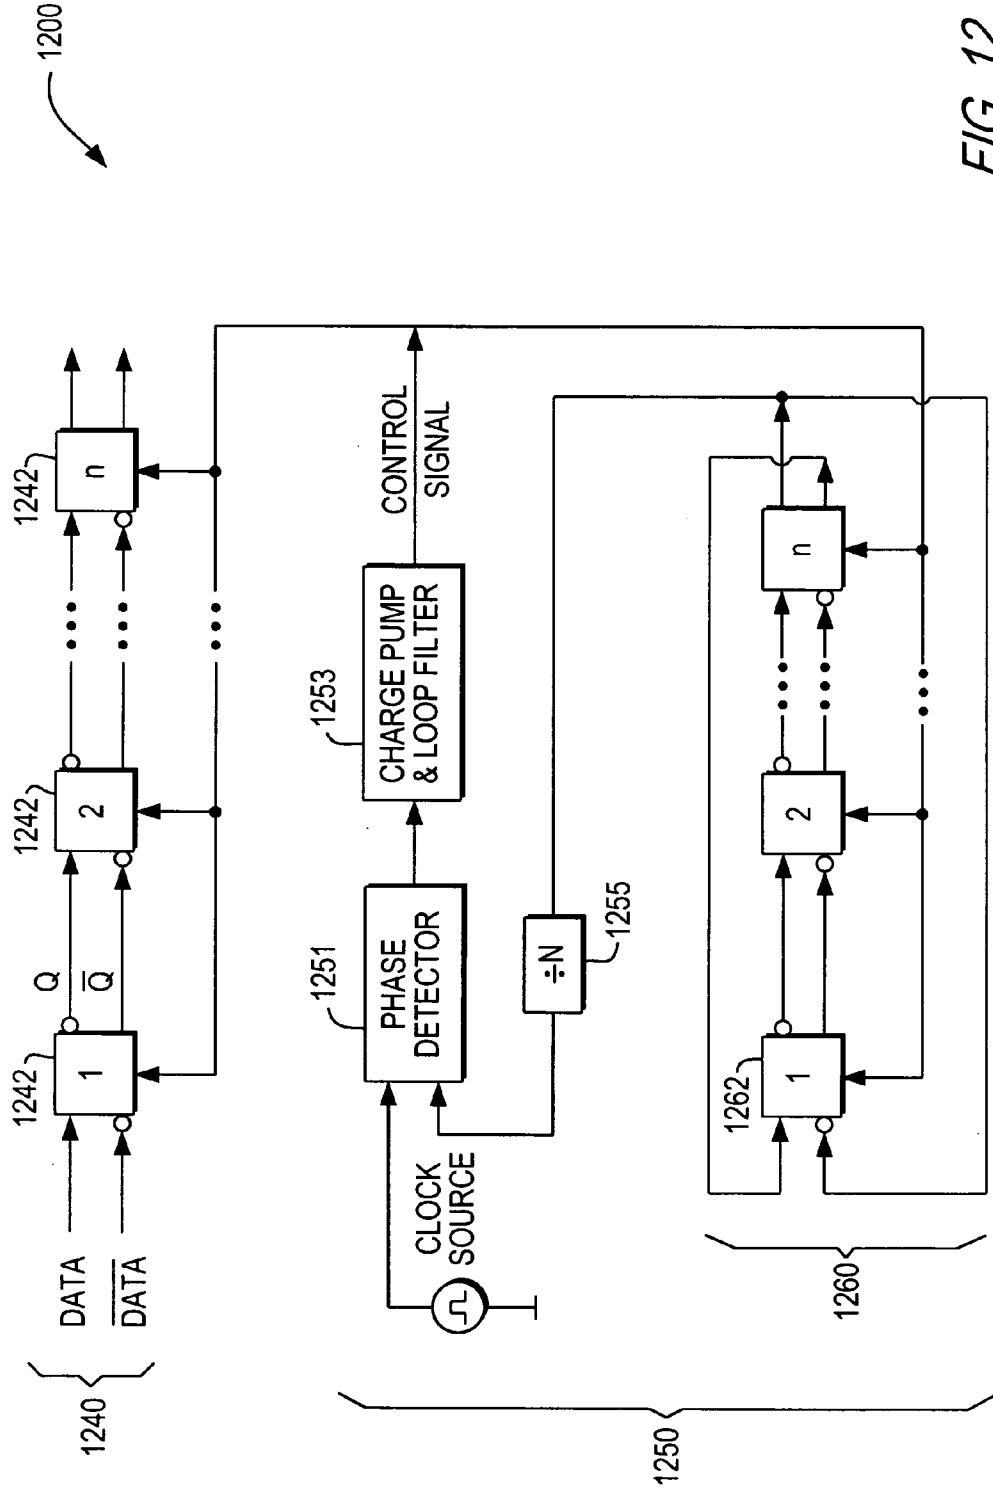 1200
1240
DATA
DATA
1242
1
Q
Q
1242
2
1242
n
1250
CLOCK
SOURCE
1251
PHASE
DETECTOR
1253
CHARGE PUMP
& LOOP FILTER
CONTROL
SIGNAL
÷N
1255
1260
1262
1
2
n
FIG. 12